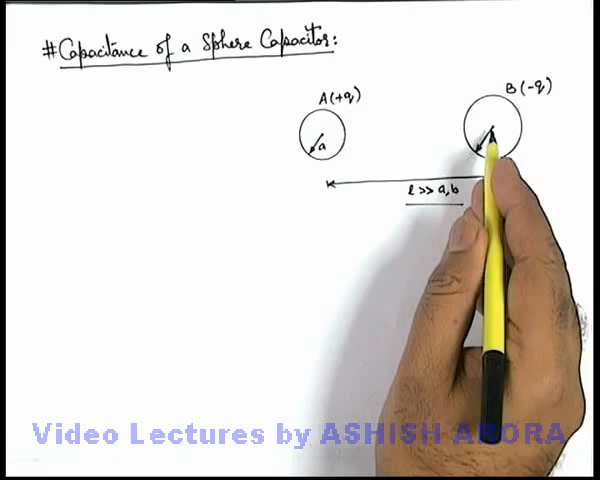 # Capacitance of a Sphere Capacitor:
A(+q)
B(-q)
a
l >> a,b
Video Lectures by ASHISH ARORA